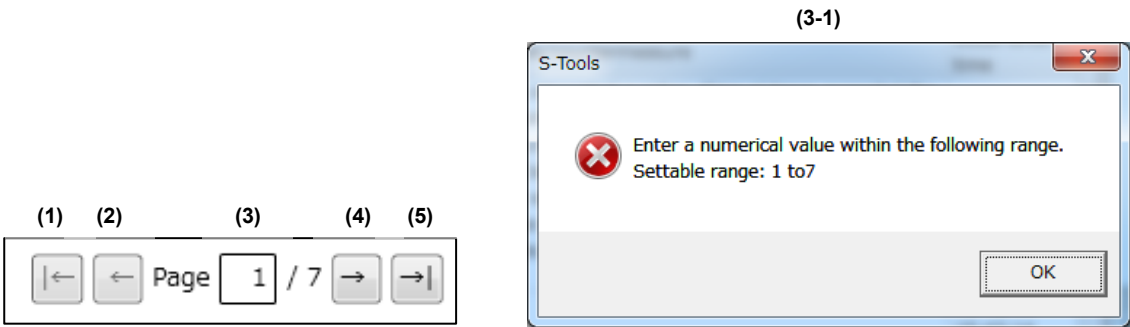 (3-1)
S-Tools
Enter a numerical value within the following range.
Settable range: 1 to7
OK
(1) (2) (3) (4) (5)
|← ← Page 1 / 7 → →|